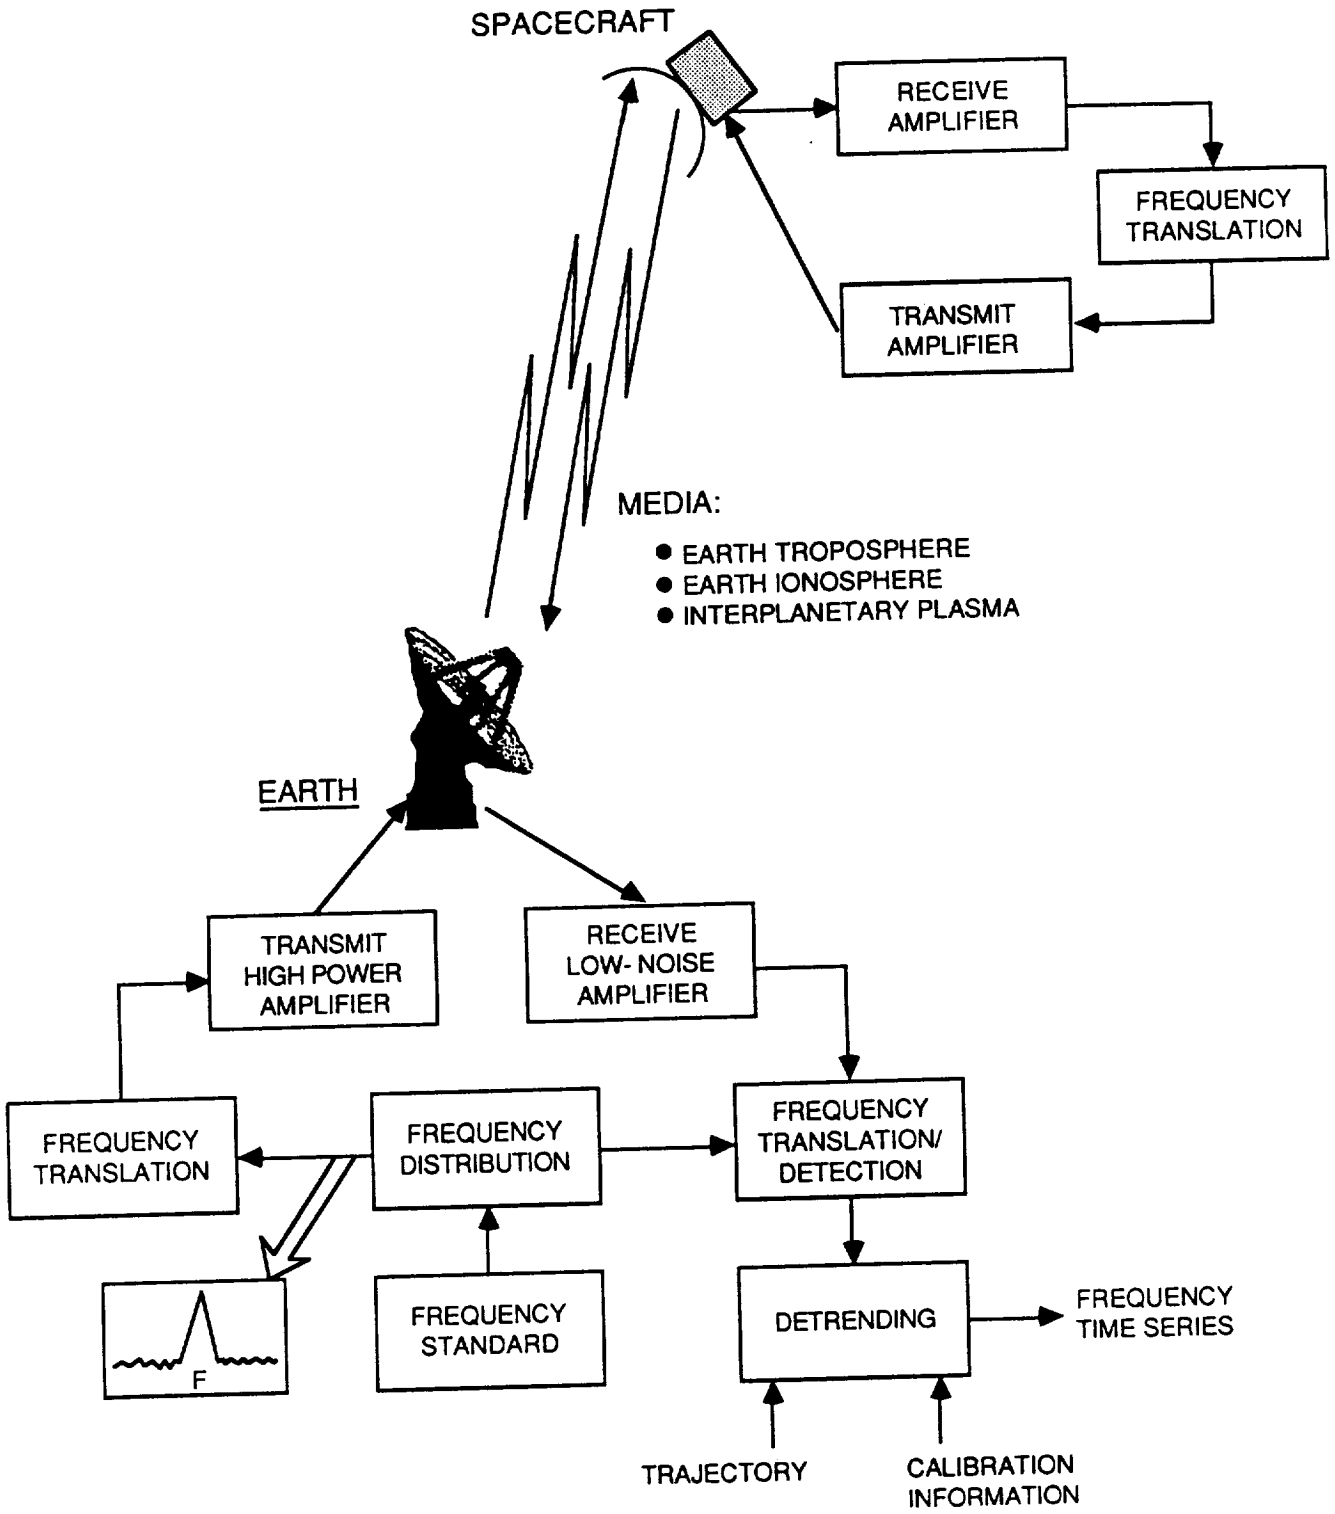 SPACECRAFT
RECEIVE
AMPLIFIER
FREQUENCY
TRANSLATION
TRANSMIT
AMPLIFIER
MEDIA:
● EARTH TROPOSPHERE
● EARTH IONOSPHERE
● INTERPLANETARY PLASMA
EARTH
TRANSMIT
HIGH POWER
AMPLIFIER
RECEIVE
LOW- NOISE
AMPLIFIER
FREQUENCY
TRANSLATION
FREQUENCY
DISTRIBUTION
FREQUENCY
TRANSLATION/
DETECTION
F
FREQUENCY
STANDARD
DETRENDING
FREQUENCY
TIME SERIES
TRAJECTORY
CALIBRATION
INFORMATION